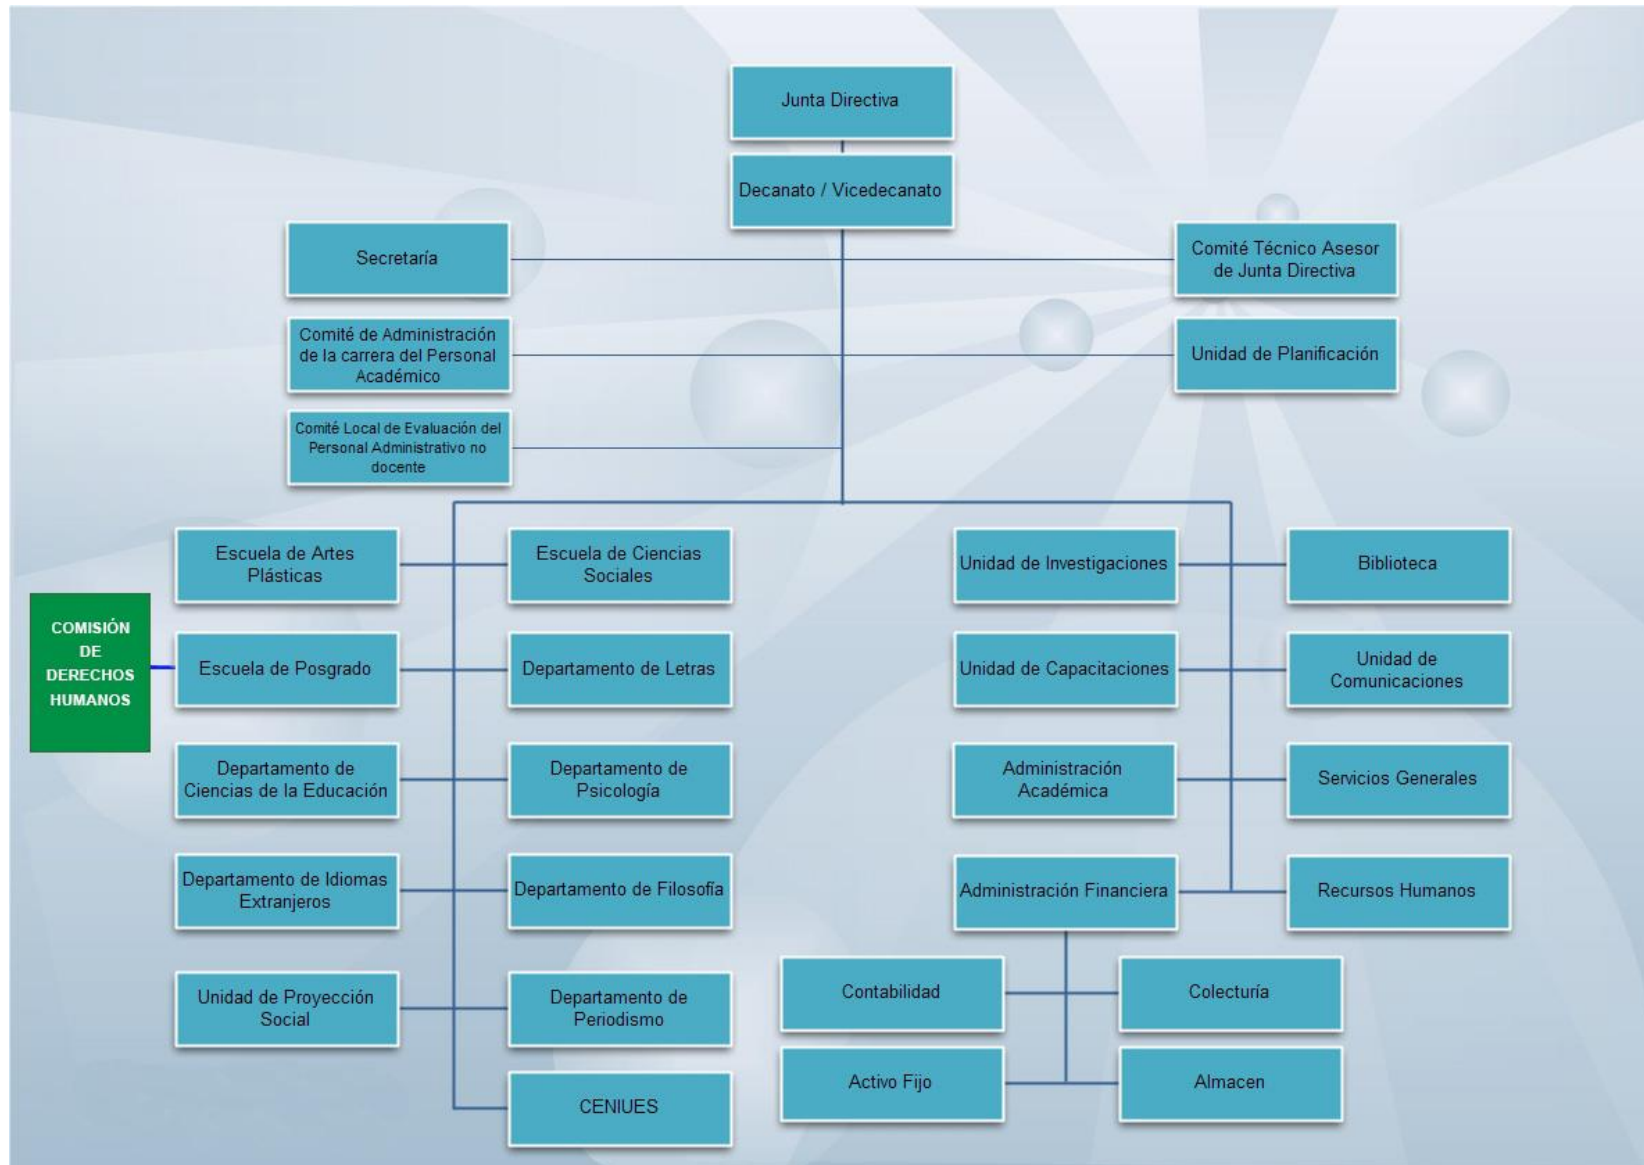 Junta Directiva
Decanato / Vicedecanato
Secretaría
Comité Técnico Asesor
de Junta Directiva
Comité de Administración
de la carrera del Personal
Académico
Unidad de Planificación
Comité Local de Evaluación del
Personal Administrativo no
docente
Escuela de Artes
Plásticas
Escuela de Ciencias
Sociales
Unidad de Investigaciones
Biblioteca
COMISIÓN
DE
DERECHOS
HUMANOS
Escuela de Posgrado
Departamento de Letras
Unidad de Capacitaciones
Unidad de
Comunicaciones
Departamento de
Ciencias de la Educación
Departamento de
Psicología
Administración
Académica
Servicios Generales
Departamento de Idiomas
Extranjeros
Departamento de Filosofía
Administración Financiera
Recursos Humanos
Unidad de Proyección
Social
Departamento de
Periodismo
Contabilidad
Colecturía
Activo Fijo
Almacen
CENIUES